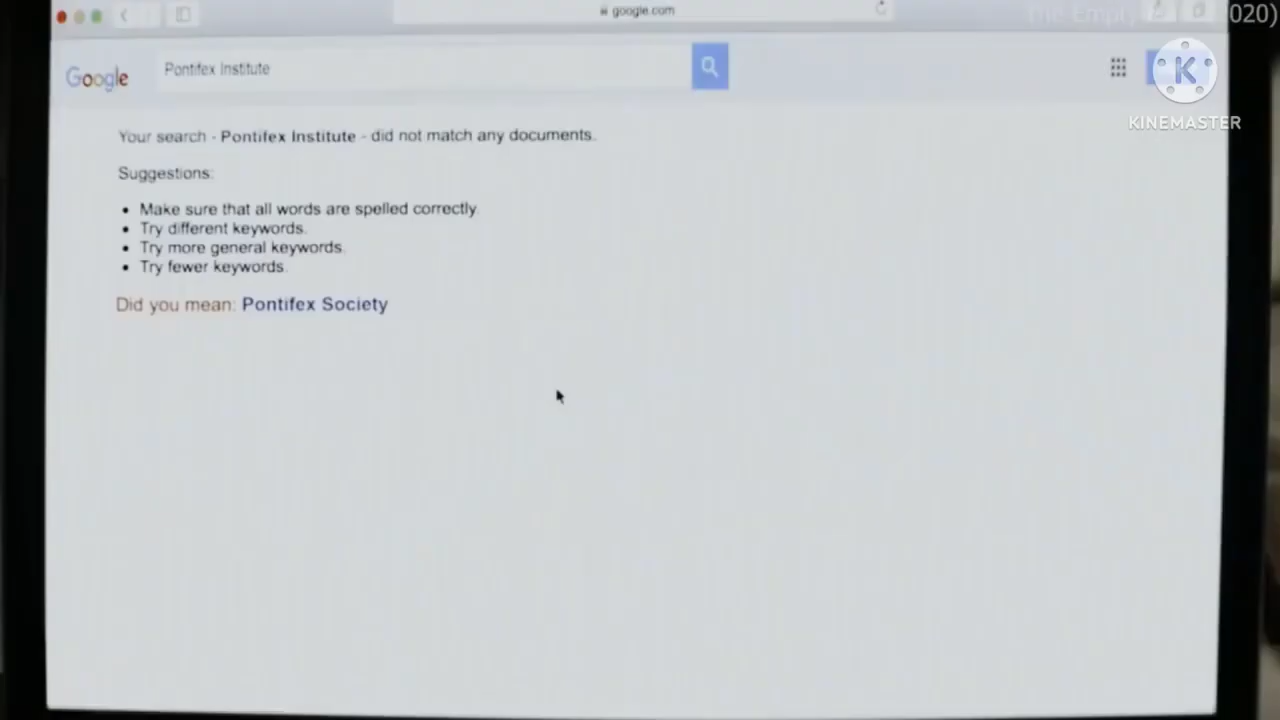 google.com
The Empty
020)
Google
Pontifex Institute
K
KINEMASTER
Your search - Pontifex Institute - did not match any documents.
Suggestions:
• Make sure that all words are spelled correctly.
• Try different keywords.
• Try more general keywords.
• Try fewer keywords.
Did you mean: Pontifex Society